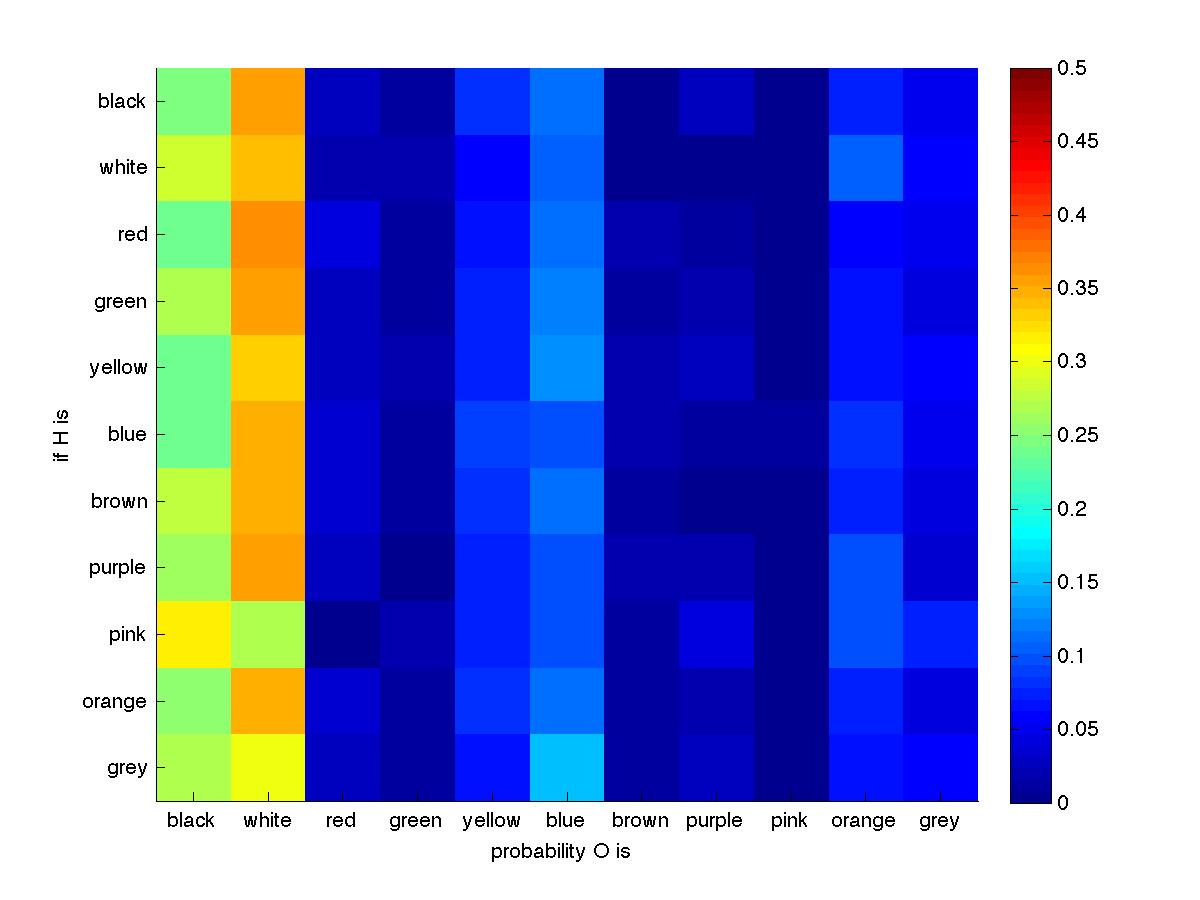 if H is
black
white
red
green
yellow
blue
brown
purple
pink
orange
grey
black white red green yellow blue brown purple pink orange grey
probability O is
0.5
0.45
0.4
0.35
0.3
0.25
0.2
0.15
0.1
0.05
0